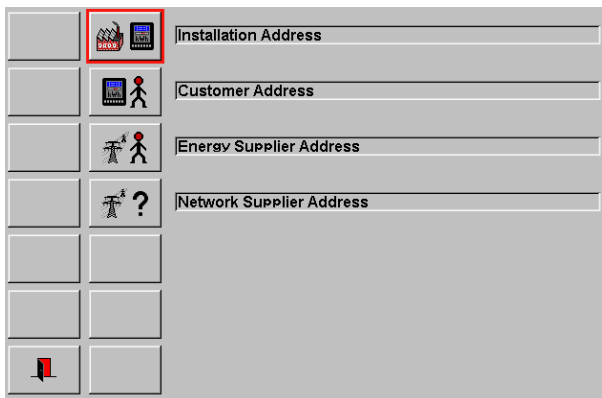 Installation Address
Customer Address
Energy Supplier Address
?
Network Supplier Address